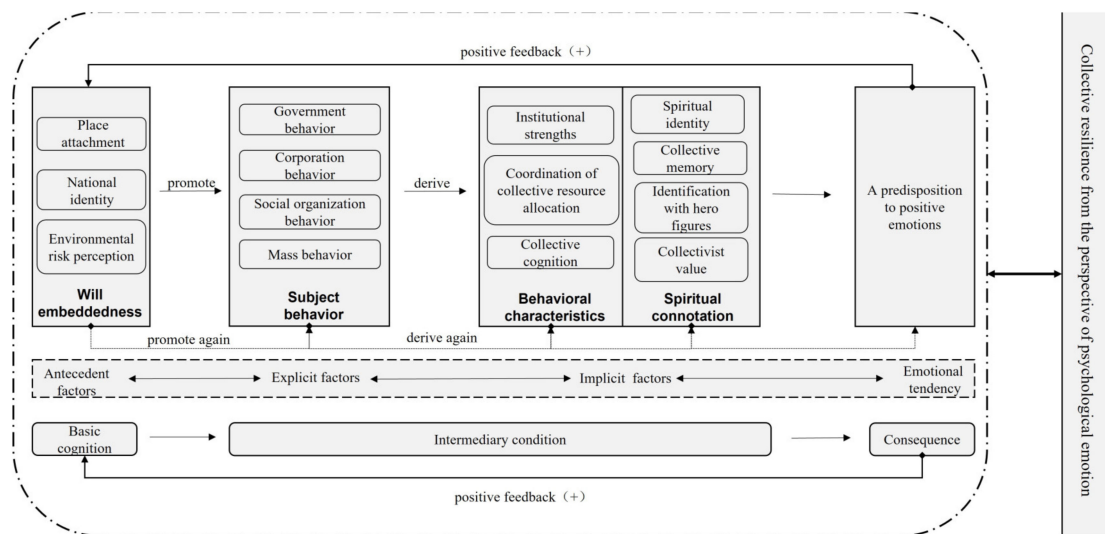 positive feedback（+）
Place
attachment
National
identity
Environmental
risk perception
Will
embeddedness
promote
Government
behavior
Corporation
behavior
Social organization
behavior
Mass behavior
Subject
behavior
derive
Institutional
strengths
Coordination of
collective resource
allocation
Collective
cognition
Behavioral
characteristics
Spiritual
identity
Collective
memory
Identification
with hero
figures
Collectivist
value
Spiritual
connotation
A predisposition
to positive
emotions
promote again
derive again
Antecedent
factors
Explicit factors
Implicit factors
Emotional
tendency
Basic
cognition
Intermediary condition
Consequence
positive feedback（+）
Collective resilience from the perspective of psychological emotion